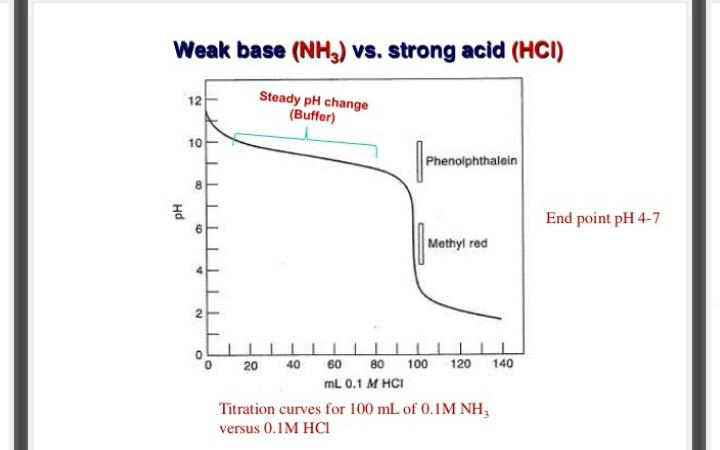 Weak base (NH₃) vs. strong acid (HCl)
Steady pH change
(Buffer)
12
10
8
6
4
2
0
pH
Phenolphthalein
Methyl red
End point pH 4-7
0 20 40 60 80 100 120 140
mL 0.1 M HCl
Titration curves for 100 mL of 0.1M NH₃
versus 0.1M HCl